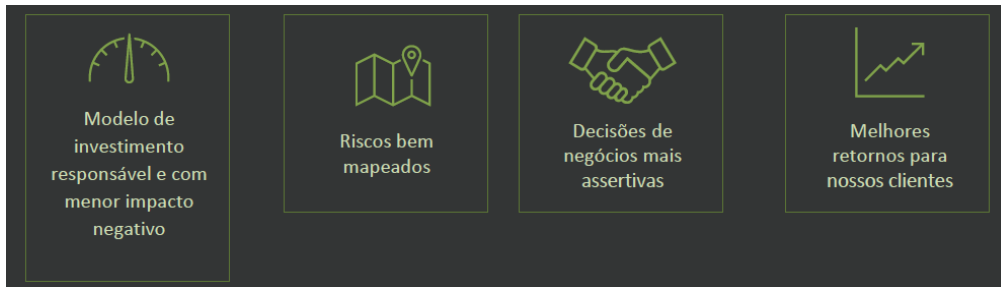 Modelo de
investimento
responsável e com
menor impacto
negativo
Riscos bem
mapeados
Decisões de
negócios mais
assertivas
Melhores
retornos para
nossos clientes